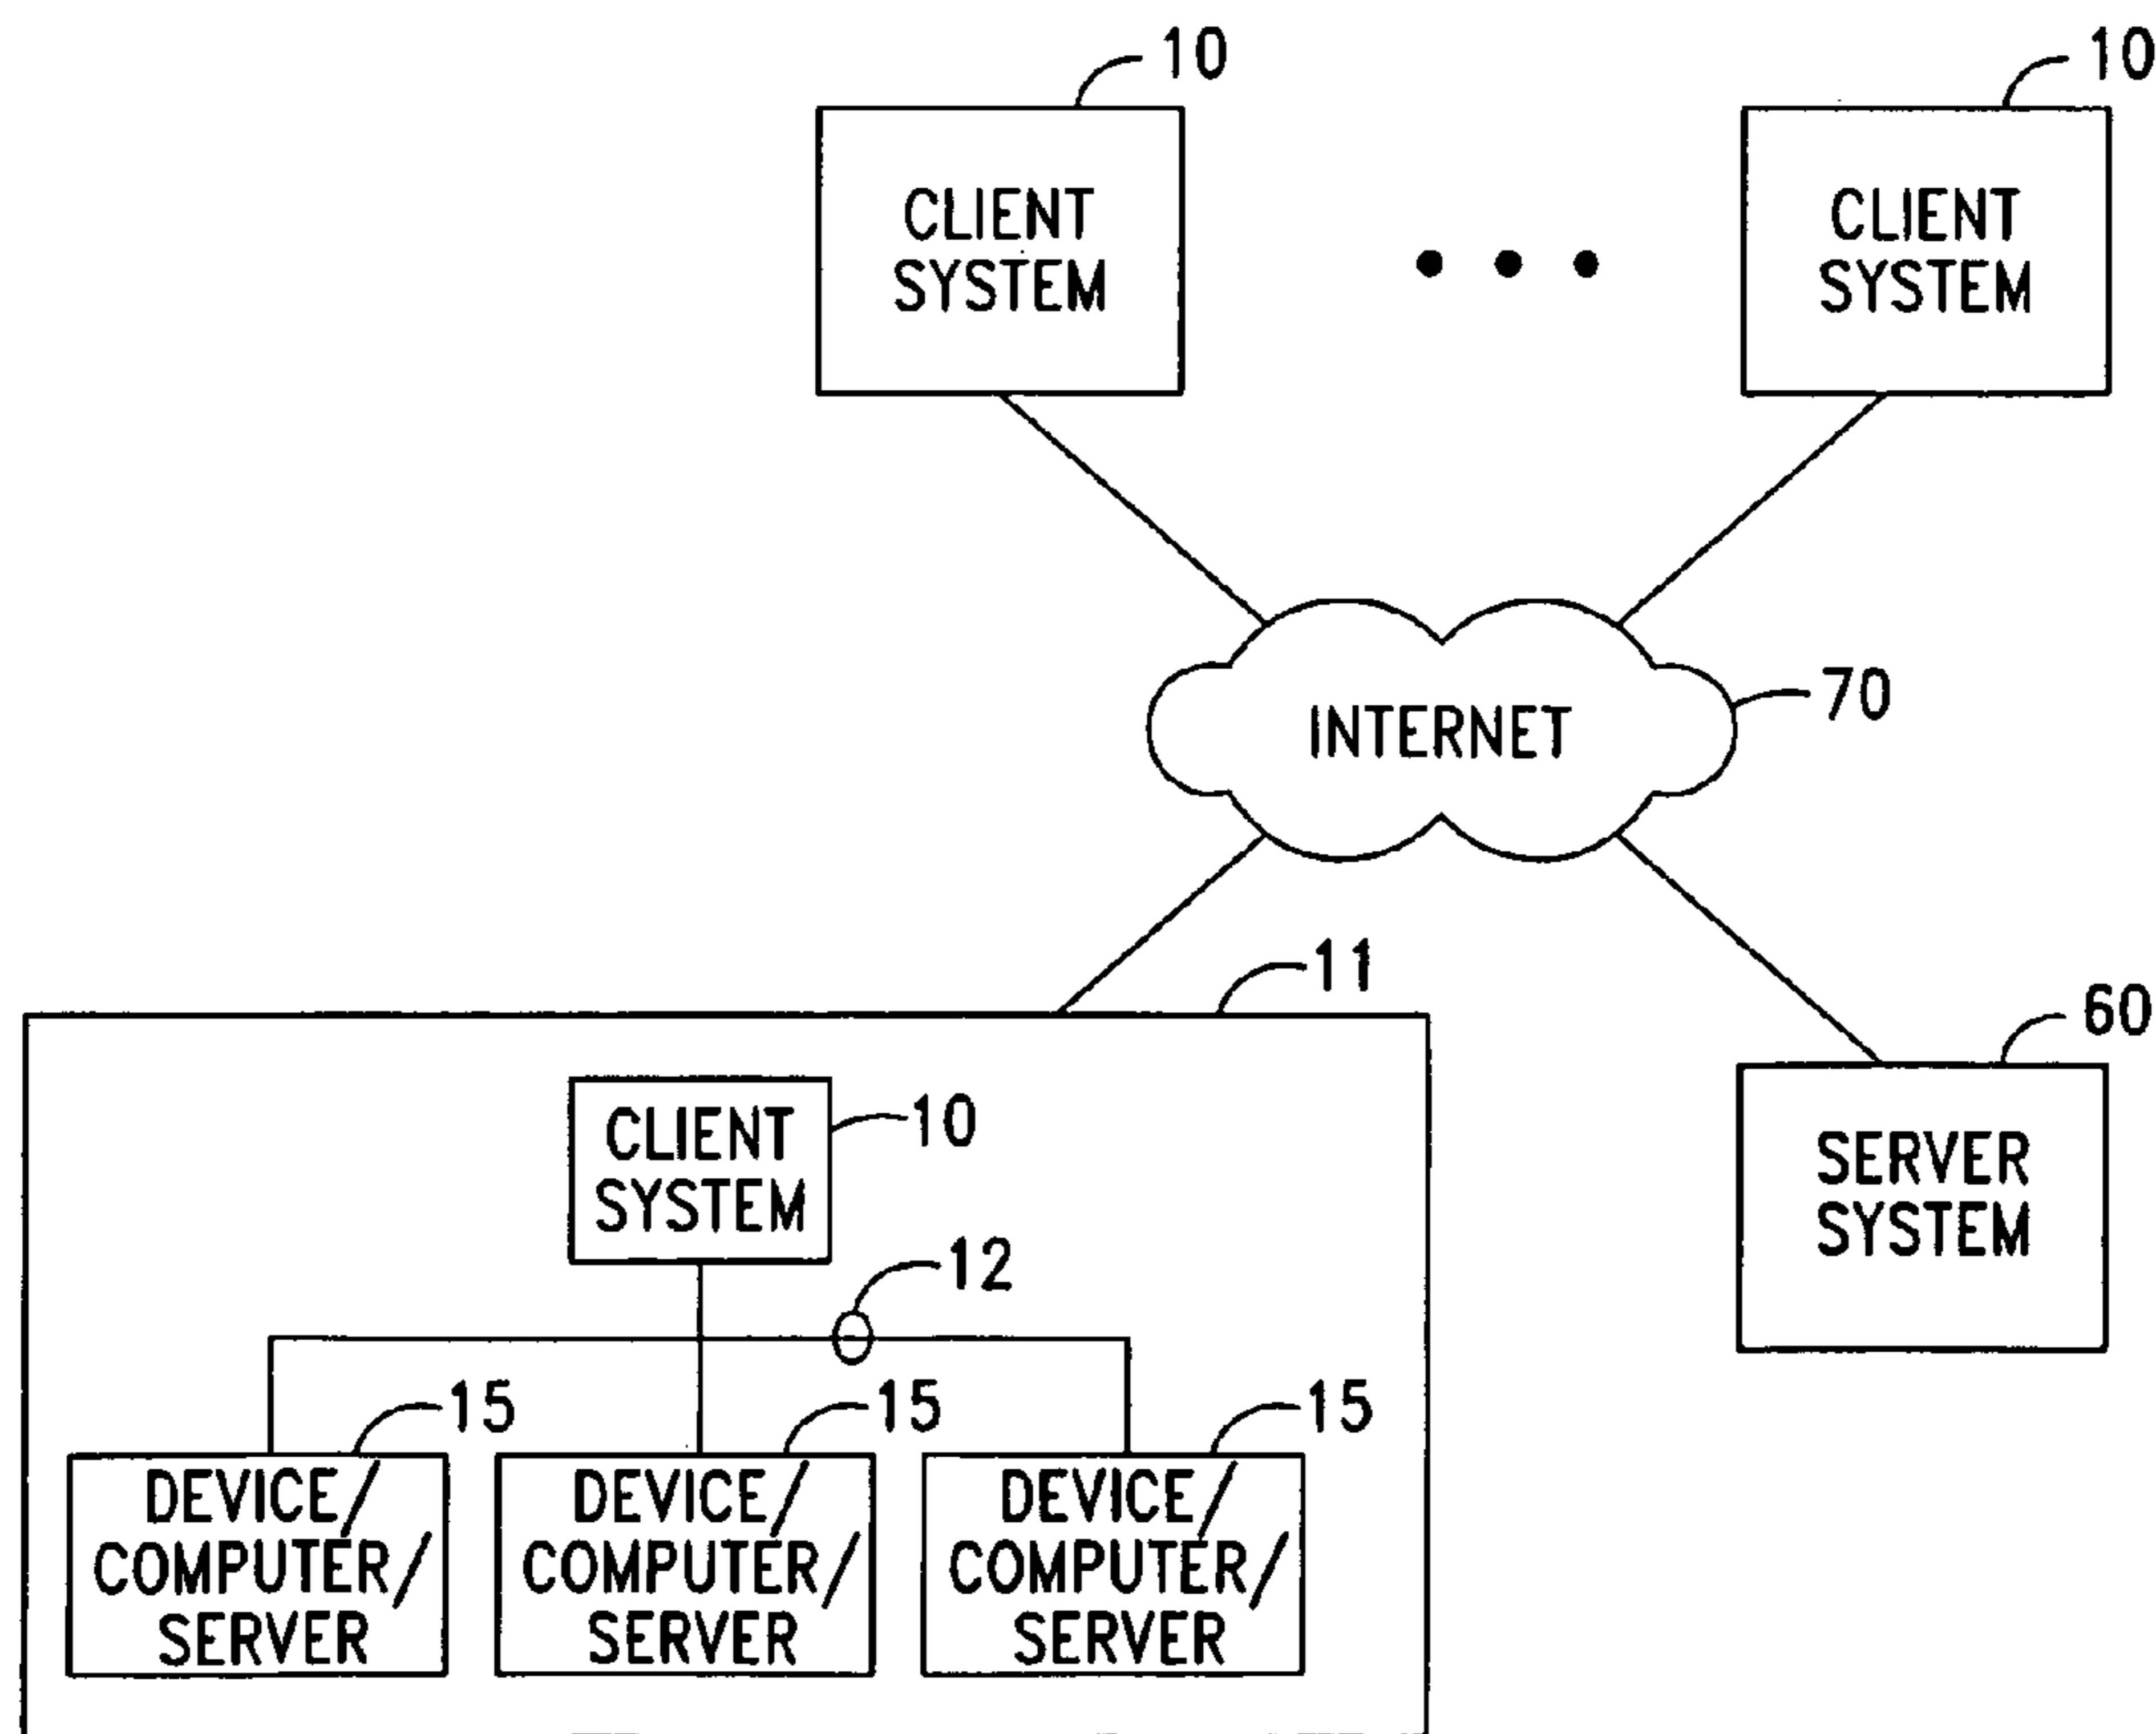 10
10
CLIENT
SYSTEM
CLIENT
SYSTEM
INTERNET
70
11
60
CLIENT
SYSTEM
10
SERVER
SYSTEM
12
15
15
15
DEVICE/
COMPUTER/
SERVER
DEVICE/
COMPUTER/
SERVER
DEVICE/
COMPUTER/
SERVER